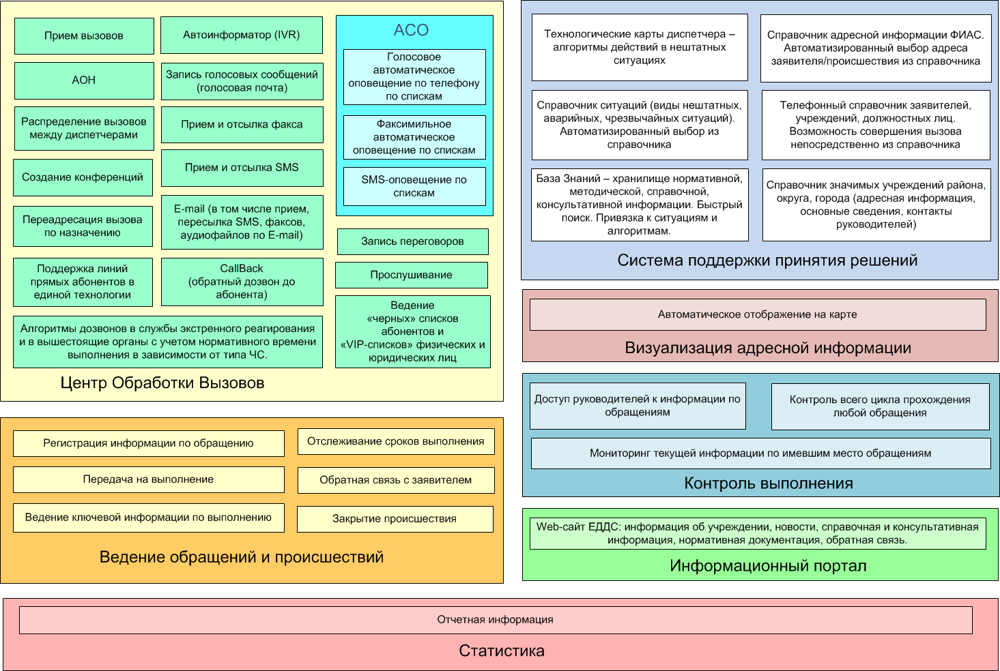 Прием вызовов
АОН
Распределение вызовов
между диспетчерами
Создание конференций
Переадресация вызова
по назначению
Поддержка линий
прямых абонентов в
единой технологии
Автоинформатор (IVR)
Запись голосовых сообщений
(голосовая почта)
Прием и отсылка факса
Прием и отсылка SMS
E-mail (в том числе прием,
пересылка SMS, факсов,
аудиофайлов по E-mail)
CallBack
(обратный дозвон до
абонента)
Алгоритмы дозвонов в службы экстренного реагирования
и в вышестоящие органы с учетом нормативного времени
выполнения в зависимости от типа ЧС.
АСО
Голосовое
автоматическое
оповещение по телефону
по спискам
Факсимильное
автоматическое
оповещение по спискам
SMS-оповещение по
спискам
Запись переговоров
Прослушивание
Ведение
«черных» списков
абонентов и
«VIP-списков» физических и
юридических лиц
Центр Обработки Вызовов
Регистрация информации по обращению
Передача на выполнение
Ведение ключевой информации по выполнению
Отслеживание сроков выполнения
Обратная связь с заявителем
Закрытие происшествия
Ведение обращений и происшествий
Технологические карты диспетчера –
алгоритмы действий в нештатных
ситуациях
Справочник адресной информации ФИАС.
Автоматизированный выбор адреса
заявителя/происшествия из справочника
Справочник ситуаций (виды нештатных,
аварийных, чрезвычайных ситуаций).
Автоматизированный выбор из
справочника
Телефонный справочник заявителей,
учреждений, должностных лиц.
Возможность совершения вызова
непосредственно из справочника
База Знаний – хранилище нормативной,
методической, справочной,
консультативной информации. Быстрый
поиск. Привязка к ситуациям и
алгоритмам.
Справочник значимых учреждений района,
округа, города (адресная информация,
основные сведения, контакты
руководителей)
Система поддержки принятия решений
Автоматическое отображение на карте
Визуализация адресной информации
Доступ руководителей к информации по
обращениям
Контроль всего цикла прохождения
любой обращения
Мониторинг текущей информации по имевшим место обращениям
Контроль выполнения
Web-сайт ЕДДС: информация об учреждении, новости, справочная и консультативная
информация, нормативная документация, обратная связь.
Информационный портал
Отчетная информация
Статистика